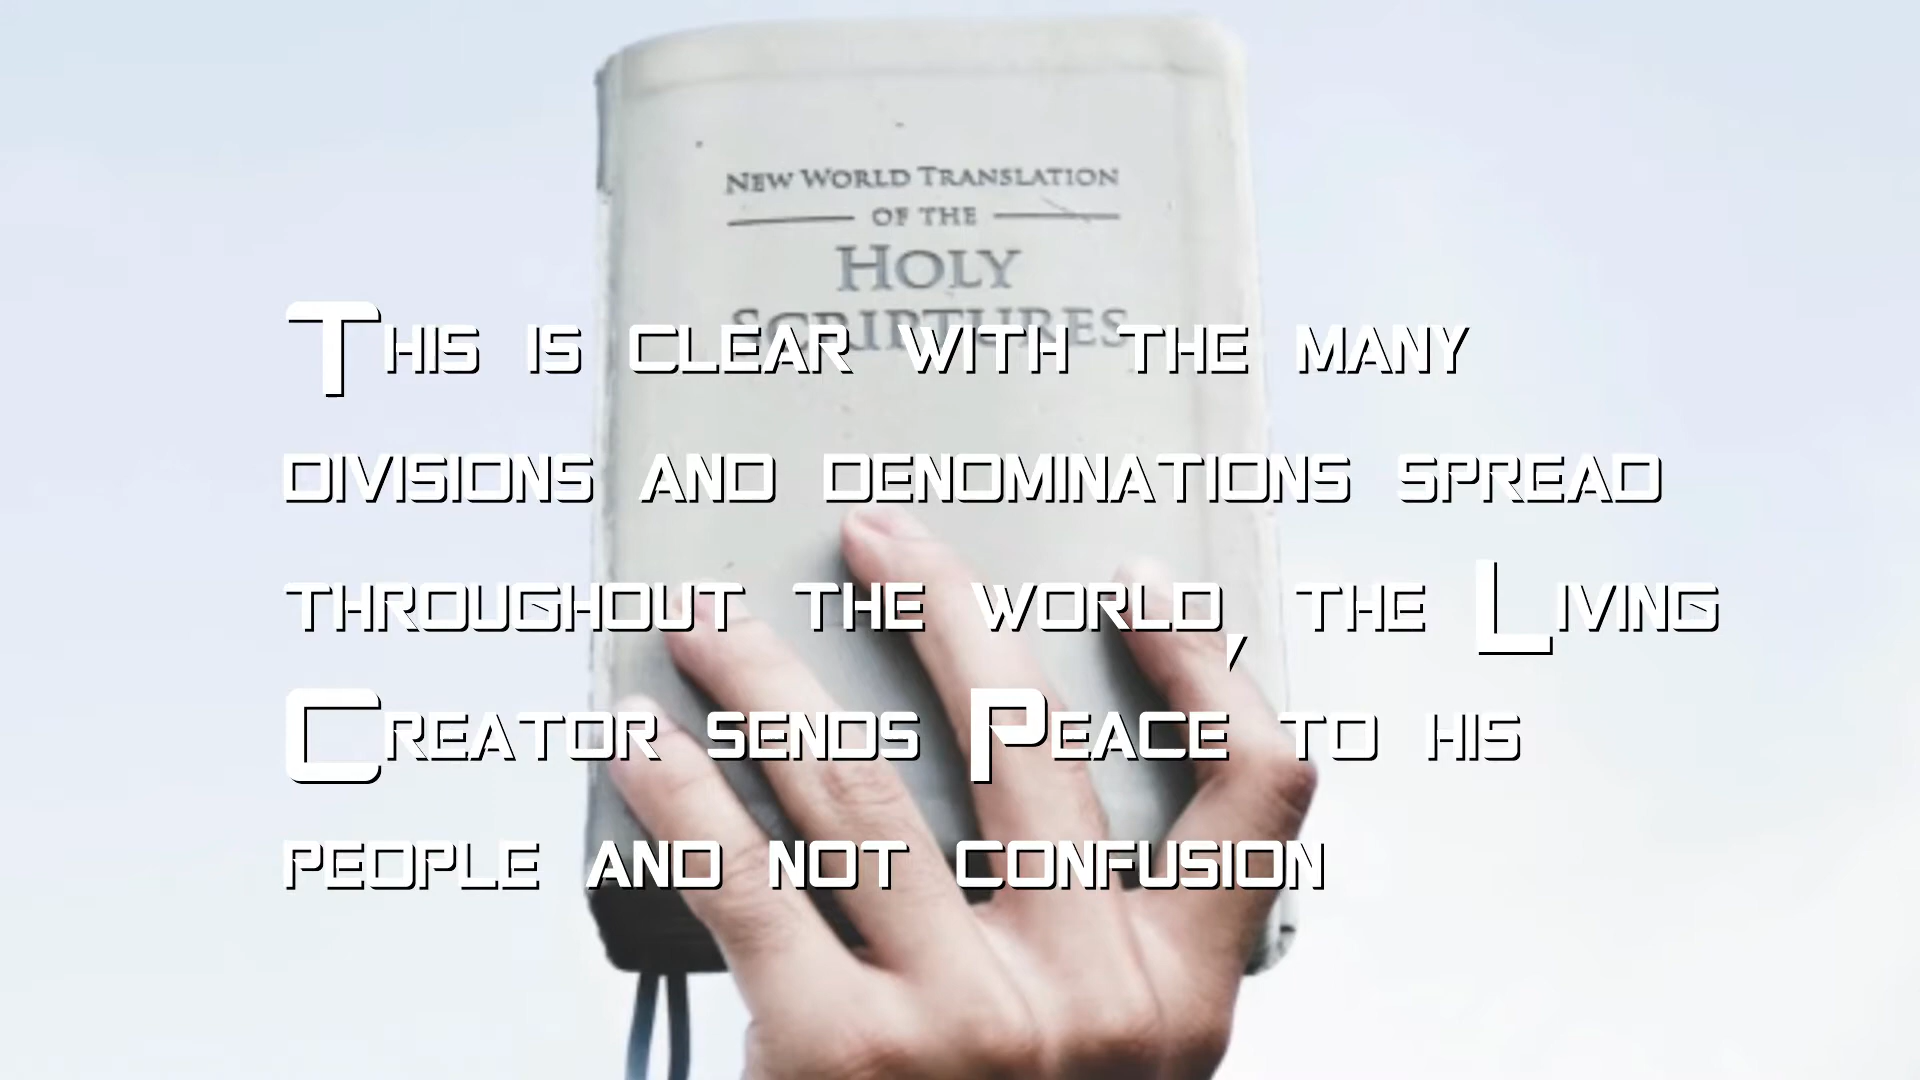 NEW WORLD TRANSLATION
OF THE
HOLY
SCRIPTURES
This is clear with the many
divisions and denominations spread
throughout the world, the Living
Creator sends Peace to his
people and not confusion